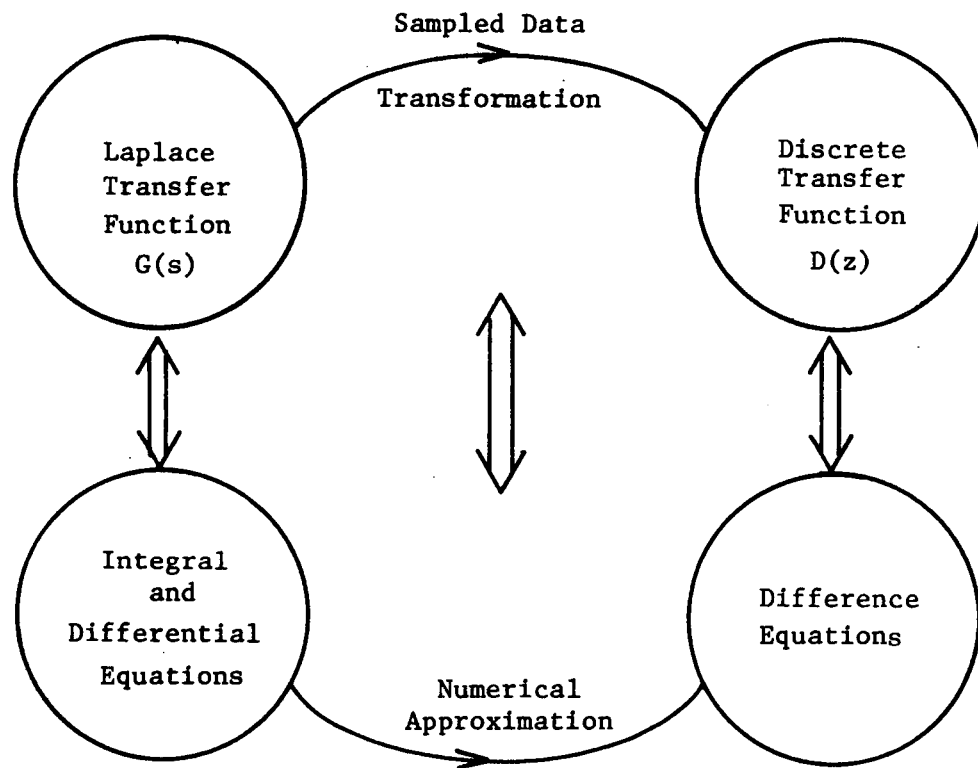 Sampled Data
Transformation
Laplace
Transfer
Function
G(s)
Discrete
Transfer
Function
D(z)
Integral
and
Differential
Equations
Difference
Equations
Numerical
Approximation